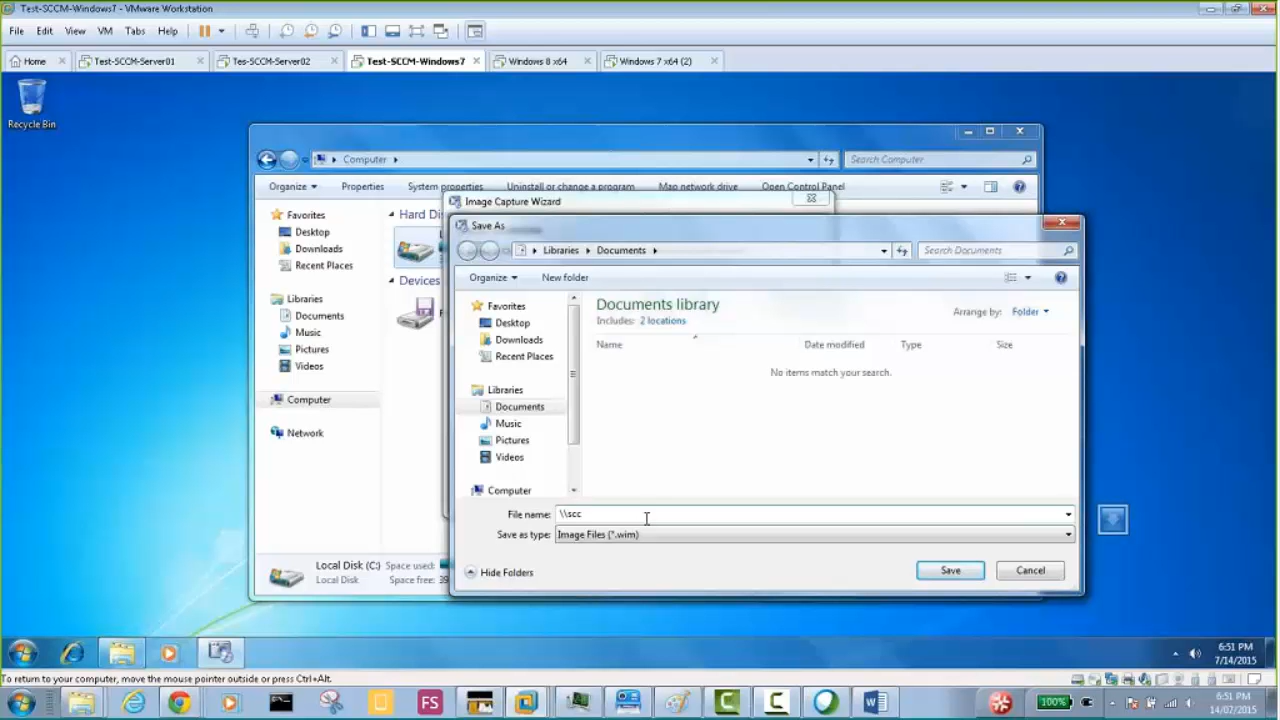 Test-SCCM-Windows7 - VMware Workstation
File Edit View VM Tabs Help
Home Test-SCCM-Server01 Tes-SCCM-Server02 Test-SCCM-Windows7 Windows 8 x64 Windows 7 x64 (2)
Recycle Bin
Computer
Search Computer
Organize Properties System properties Uninstall or change a program Map network drive Open Control Panel
Favorites
Desktop
Downloads
Recent Places
Libraries
Documents
Music
Pictures
Videos
Computer
Network
Hard Di
Devices
Image Capture Wizard
Save As
Libraries Documents
Search Documents
Organize New folder
Favorites
Desktop
Downloads
Recent Places
Libraries
Documents
Music
Pictures
Videos
Computer
Documents library
Includes: 2 locations
Arrange by: Folder
Name Date modified Type Size
No items match your search.
File name: \\scc
Save as type: Image Files (*.wim)
Hide Folders
Save Cancel
Local Disk (C:) Space used:
Local Disk Space free: 39
6:51 PM
7/14/2015
To return to your computer, move the mouse pointer outside or press Ctrl+Alt.
FS
W
100%
6:51 PM
14/07/2015